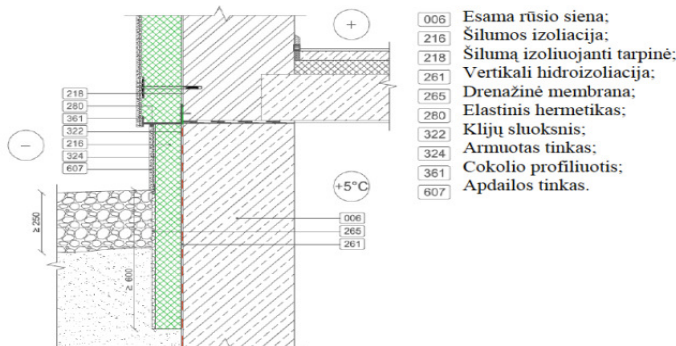 +
218
280
361
322
216
324
607
−
≥ 250
≥ 600
+5°C
006
265
261
006 Esama rūsio siena;
216 Šilumos izoliacija;
218 Šilumą izoliuojanti tarpinė;
261 Vertikali hidroizoliacija;
265 Drenažinė membrana;
280 Elastinis hermetikas;
322 Klijų sluoksnis;
324 Armuotas tinkas;
361 Cokolio profiliuotis;
607 Apdailos tinkas.